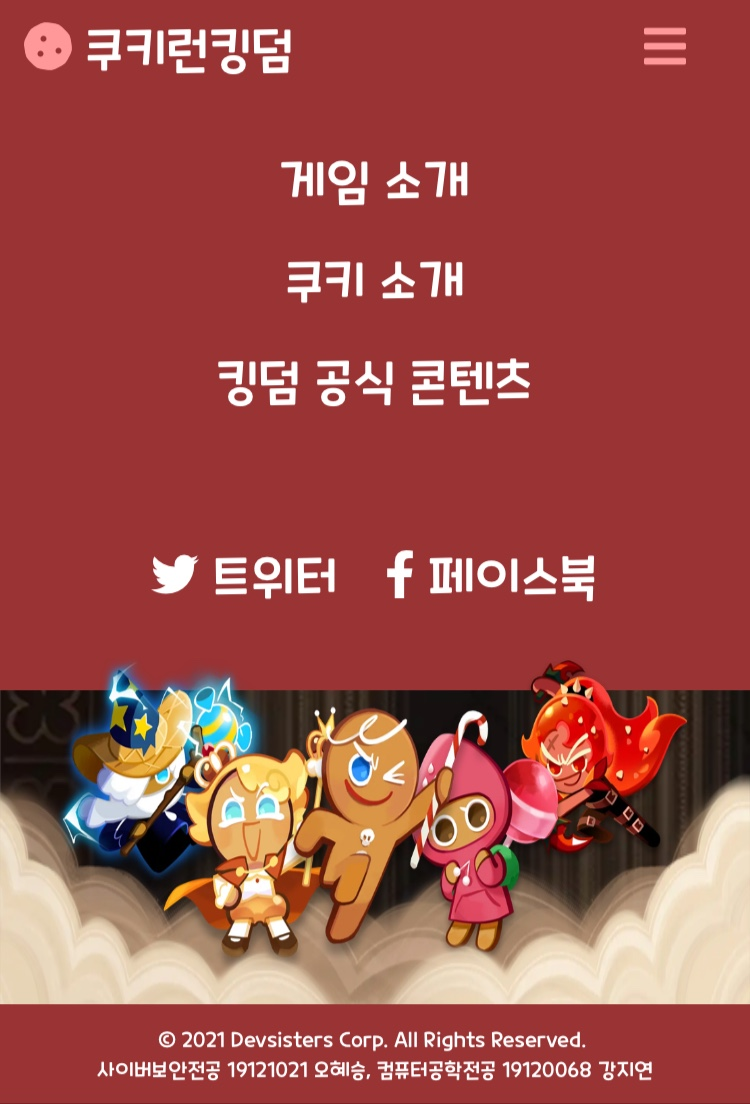 쿠키런킹덤
게임 소개
쿠키 소개
킹덤 공식 콘텐츠
트위터 페이스북
© 2021 Devsisters Corp. All Rights Reserved.
사이버보안전공 19121021 오혜승, 컴퓨터공학전공 19120068 강지연